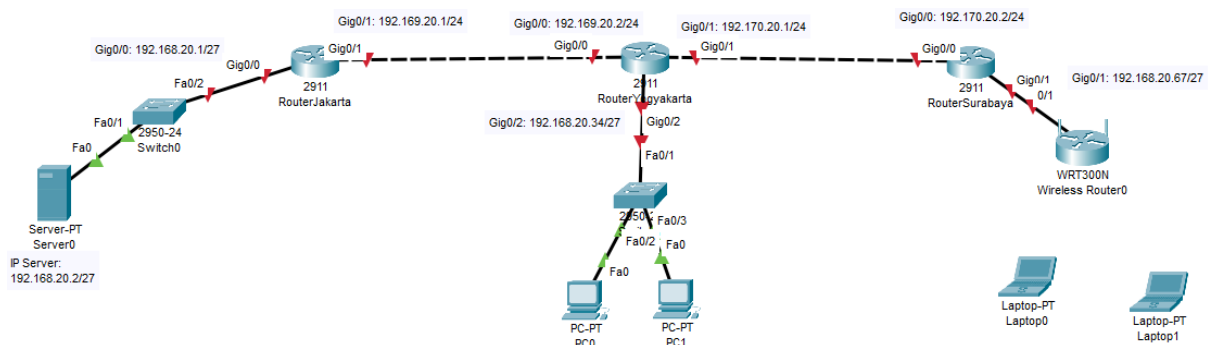 Gig0/1: 192.169.20.1/24
Gig0/0: 192.169.20.2/24
Gig0/1: 192.170.20.1/24
Gig0/0: 192.170.20.2/24
Gig0/0: 192.168.20.1/27
Gig0/1
Gig0/0
Gig0/1
Gig0/0
Gig0/0
2911
RouterJakarta
2911
RouterYogyakarta
2911
RouterSurabaya
Gig0/1
0/1
Gig0/1: 192.168.20.67/27
Fa0/2
Fa0/1
2950-24
Switch0
Fa0
Gig0/2: 192.168.20.34/27
Gig0/2
Fa0/1
WRT300N
Wireless Router0
Server-PT
Server0
IP Server:
192.168.20.2/27
Fa0/3
Fa0/2
Fa0
Fa0
PC-PT
PC0
PC-PT
PC1
Laptop-PT
Laptop0
Laptop-PT
Laptop1